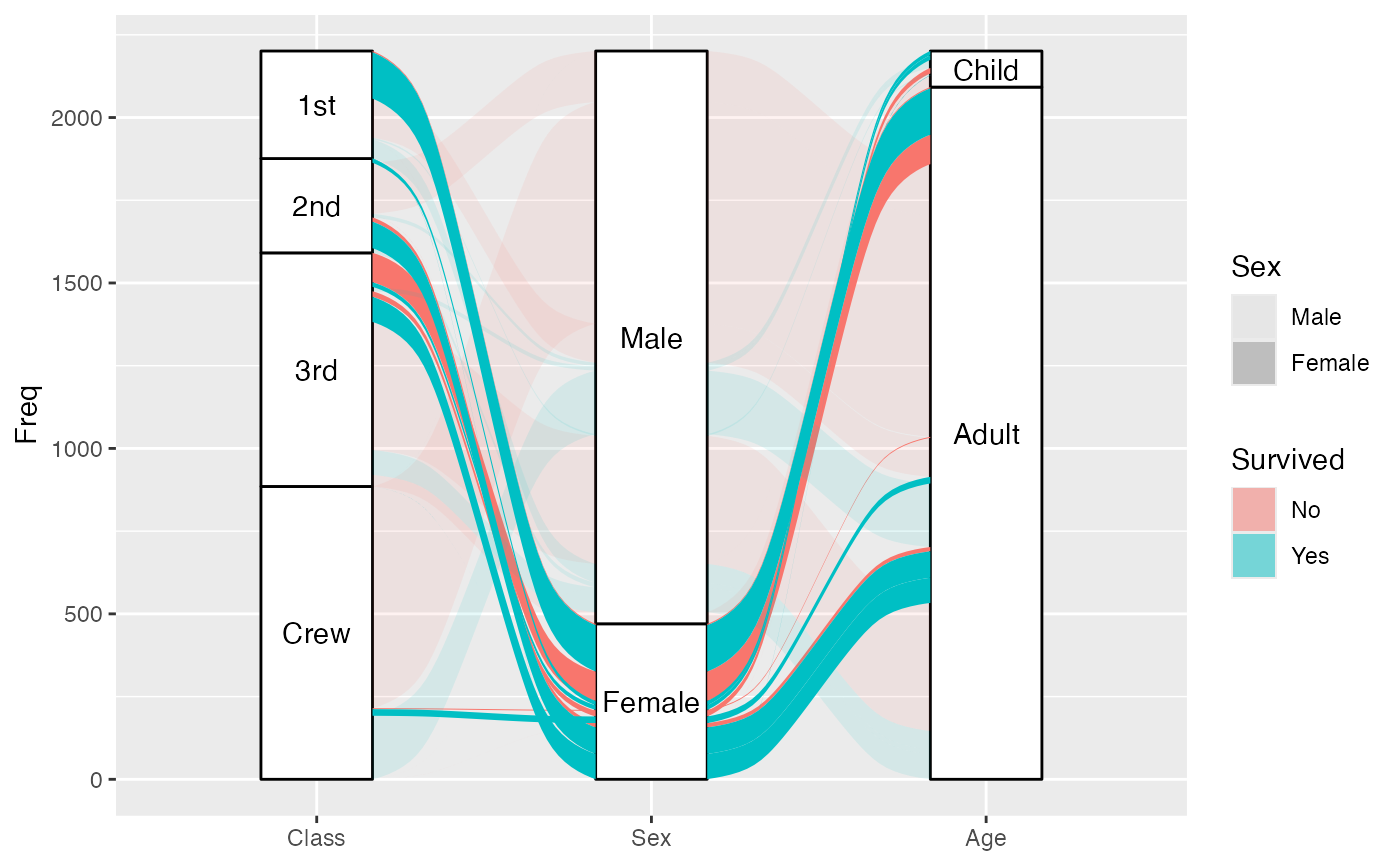 Freq
2000
1500
1000
500
0
1st
2nd
3rd
Crew
Male
Female
Child
Adult
Class
Sex
Age
Sex
Male
Female
Survived
No
Yes